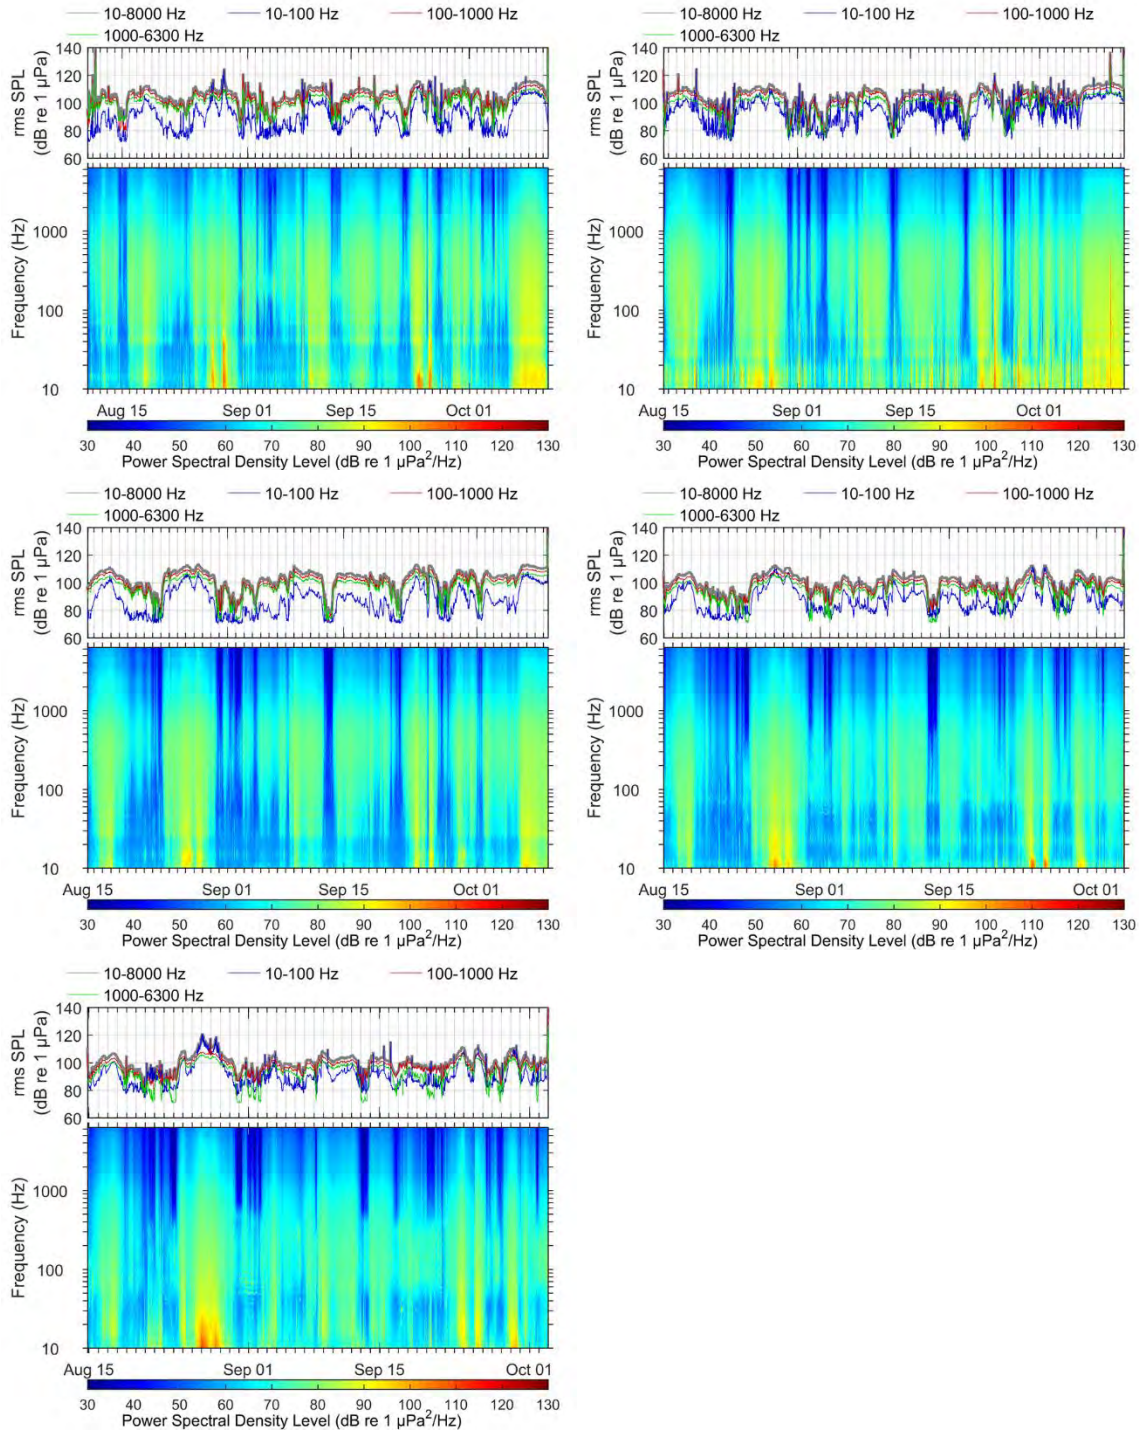 10-8000 Hz 10-100 Hz 100-1000 Hz
1000-6300 Hz
140
120
100
80
60
rms SPL
(dB re 1 µPa)
1000
100
10
Frequency (Hz)
Aug 15 Sep 01 Sep 15 Oct 01
30 40 50 60 70 80 90 100 110 120 130
Power Spectral Density Level (dB re 1 µPa²/Hz)
10-8000 Hz 10-100 Hz 100-1000 Hz
1000-6300 Hz
140
120
100
80
60
rms SPL
(dB re 1 µPa)
1000
100
10
Frequency (Hz)
Aug 15 Sep 01 Sep 15 Oct 01
30 40 50 60 70 80 90 100 110 120 130
Power Spectral Density Level (dB re 1 µPa²/Hz)
10-8000 Hz 10-100 Hz 100-1000 Hz
1000-6300 Hz
140
120
100
80
60
rms SPL
(dB re 1 µPa)
1000
100
10
Frequency (Hz)
Aug 15 Sep 01 Sep 15 Oct 01
30 40 50 60 70 80 90 100 110 120 130
Power Spectral Density Level (dB re 1 µPa²/Hz)
10-8000 Hz 10-100 Hz 100-1000 Hz
1000-6300 Hz
140
120
100
80
60
rms SPL
(dB re 1 µPa)
1000
100
10
Frequency (Hz)
Aug 15 Sep 01 Sep 15 Oct 01
30 40 50 60 70 80 90 100 110 120 130
Power Spectral Density Level (dB re 1 µPa²/Hz)
10-8000 Hz 10-100 Hz 100-1000 Hz
1000-6300 Hz
140
120
100
80
60
rms SPL
(dB re 1 µPa)
1000
100
10
Frequency (Hz)
Aug 15 Sep 01 Sep 15 Oct 01
30 40 50 60 70 80 90 100 110 120 130
Power Spectral Density Level (dB re 1 µPa²/Hz)